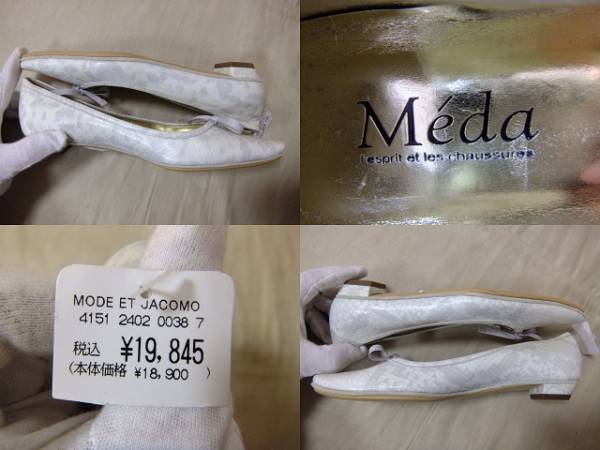 Méda
l'esprit et les chaussures
MODE ET JACOMO
4151 2402 0038 7
税込 ¥19,845
(本体価格 ¥18,900 )